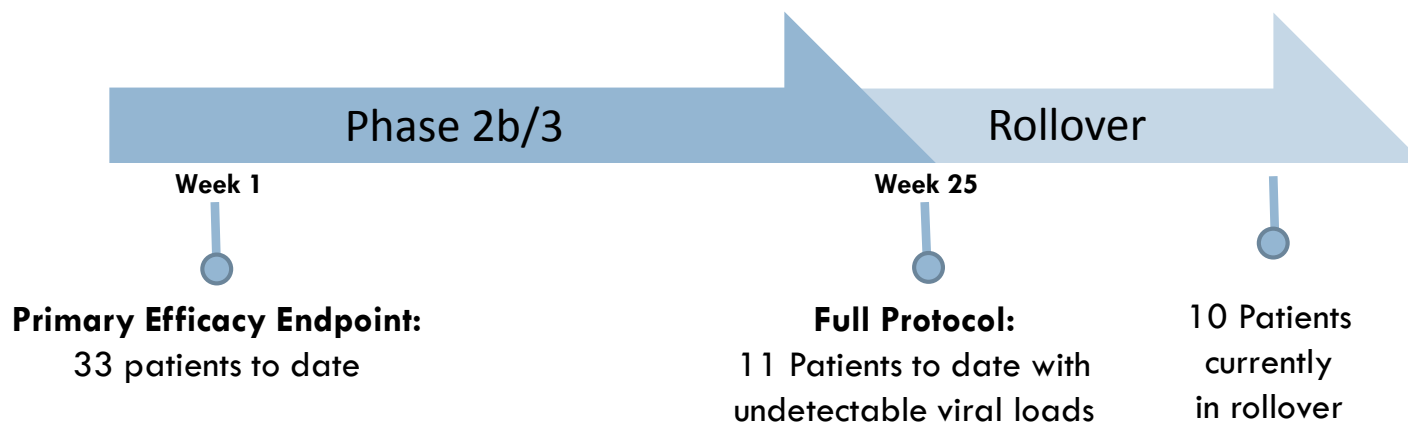 Phase 2b/3
Rollover
Week 1
Week 25
Primary Efficacy Endpoint:
33 patients to date
Full Protocol:
11 Patients to date with
undetectable viral loads
10 Patients
currently
in rollover